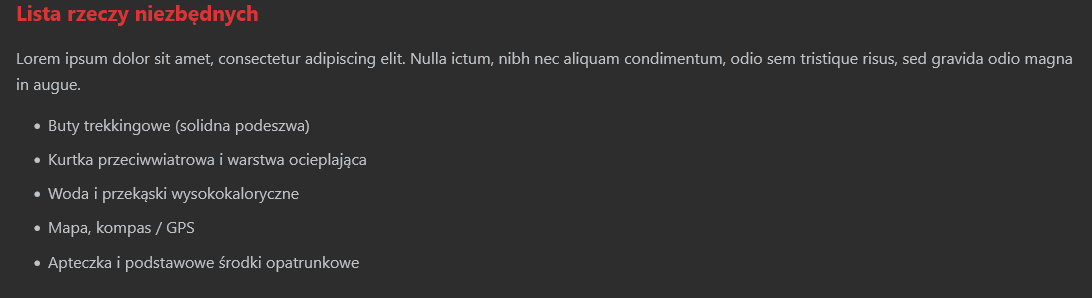 Lista rzeczy niezbędnych
Lorem ipsum dolor sit amet, consectetur adipiscing elit. Nulla ictum, nibh nec aliquam condimentum, odio sem tristique risus, sed gravida odio magna
in augue.
• Buty trekkingowe (solidna podeszwa)
• Kurtka przeciwwiatrowa i warstwa ocieplająca
• Woda i przekąski wysokokaloryczne
• Mapa, kompas / GPS
• Apteczka i podstawowe środki opatrunkowe